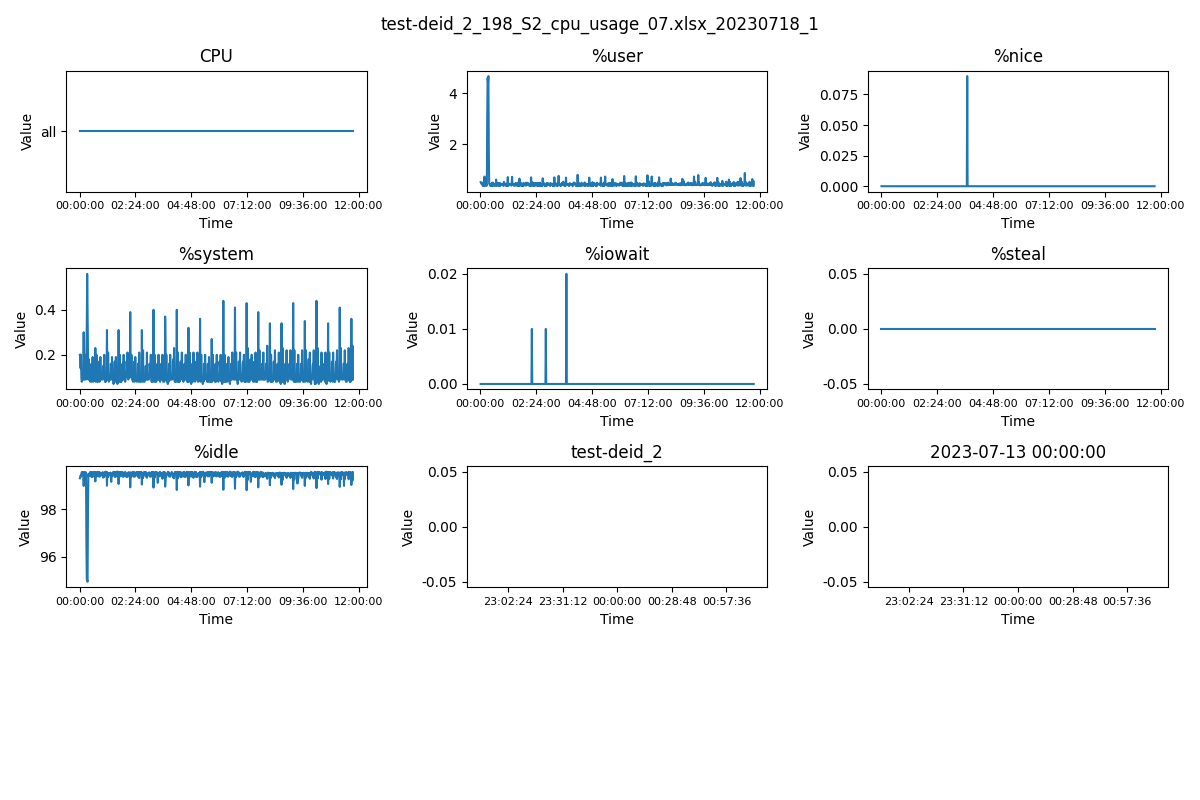 test-deid_2_198_S2_cpu_usage_07.xlsx_20230718_1
CPU
Value
all
00:00:00 02:24:00 04:48:00 07:12:00 09:36:00 12:00:00
Time
%user
Value
4
2
00:00:00 02:24:00 04:48:00 07:12:00 09:36:00 12:00:00
Time
%nice
Value
0.075
0.050
0.025
0.000
00:00:00 02:24:00 04:48:00 07:12:00 09:36:00 12:00:00
Time
%system
Value
0.4
0.2
00:00:00 02:24:00 04:48:00 07:12:00 09:36:00 12:00:00
Time
%iowait
Value
0.02
0.01
0.00
00:00:00 02:24:00 04:48:00 07:12:00 09:36:00 12:00:00
Time
%steal
Value
0.05
0.00
-0.05
00:00:00 02:24:00 04:48:00 07:12:00 09:36:00 12:00:00
Time
%idle
Value
98
96
00:00:00 02:24:00 04:48:00 07:12:00 09:36:00 12:00:00
Time
test-deid_2
Value
0.05
0.00
-0.05
23:02:24 23:31:12 00:00:00 00:28:48 00:57:36
Time
2023-07-13 00:00:00
Value
0.05
0.00
-0.05
23:02:24 23:31:12 00:00:00 00:28:48 00:57:36
Time